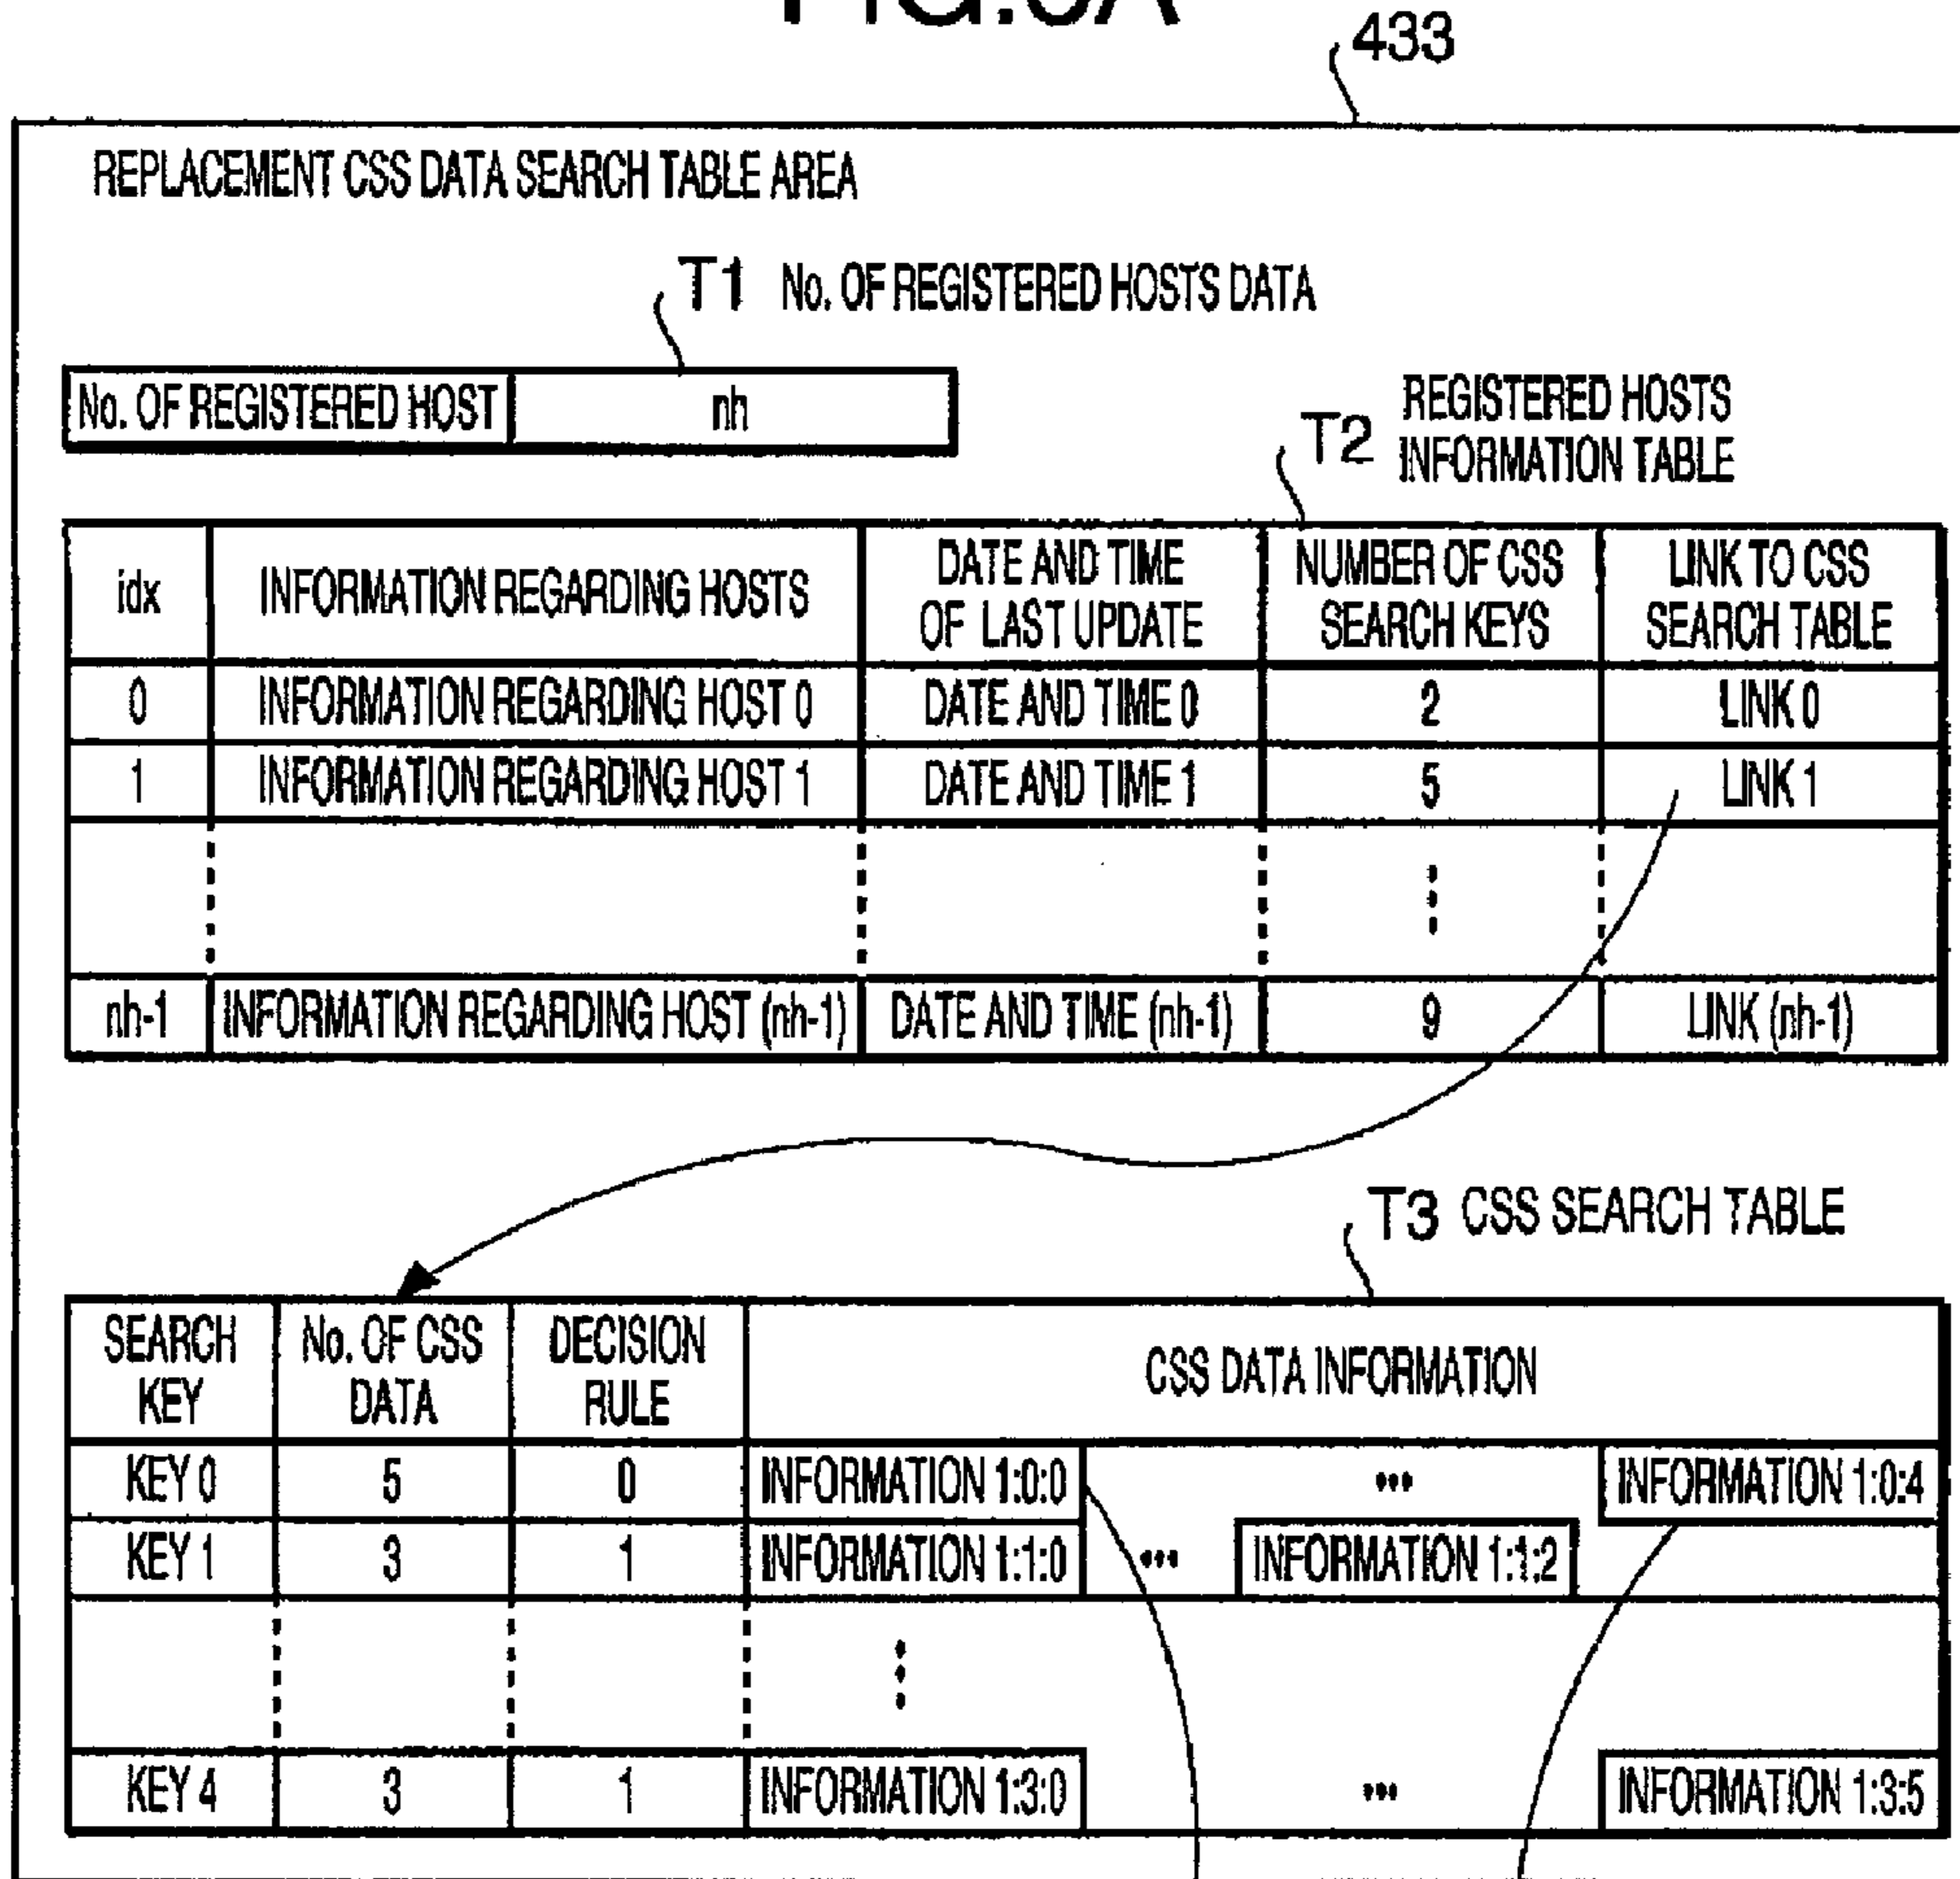 433
REPLACEMENT CSS DATA SEARCH TABLE AREA
T1 No. OF REGISTERED HOSTS DATA
No. OF REGISTERED HOST nh
T2 REGISTERED HOSTS
INFORMATION TABLE
idx INFORMATION REGARDING HOSTS DATE AND TIME OF LAST UPDATE NUMBER OF CSS SEARCH KEYS LINK TO CSS SEARCH TABLE
0 INFORMATION REGARDING HOST 0 DATE AND TIME 0 2 LINK 0
1 INFORMATION REGARDING HOST 1 DATE AND TIME 1 5 LINK 1
nh-1 INFORMATION REGARDING HOST (nh-1) DATE AND TIME (nh-1) 9 LINK (nh-1)
T3 CSS SEARCH TABLE
SEARCH KEY No. OF CSS DATA DECISION RULE CSS DATA INFORMATION
KEY 0 5 0 INFORMATION 1:0:0 ••• INFORMATION 1:0:4
KEY 1 3 1 INFORMATION 1:1:0 ••• INFORMATION 1:1:2
KEY 4 3 1 INFORMATION 1:3:0 ••• INFORMATION 1:3:5